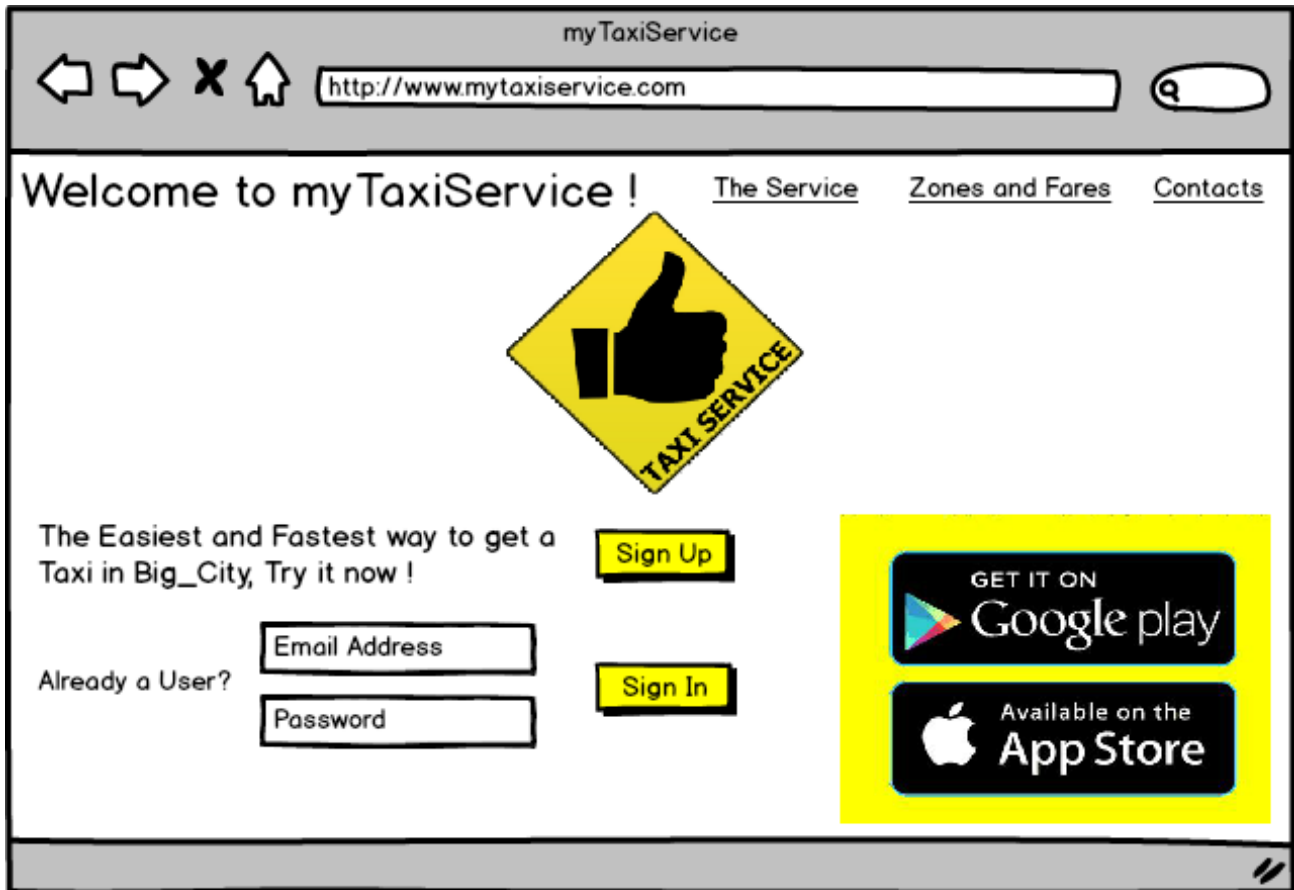 myTaxiService
http://www.mytaxiservice.com
Welcome to myTaxiService !
The Service
Zones and Fares
Contacts
TAXI SERVICE
The Easiest and Fastest way to get a
Taxi in Big_City, Try it now !
Sign Up
Already a User?
Email Address
Password
Sign In
GET IT ON
Google play
Available on the
App Store